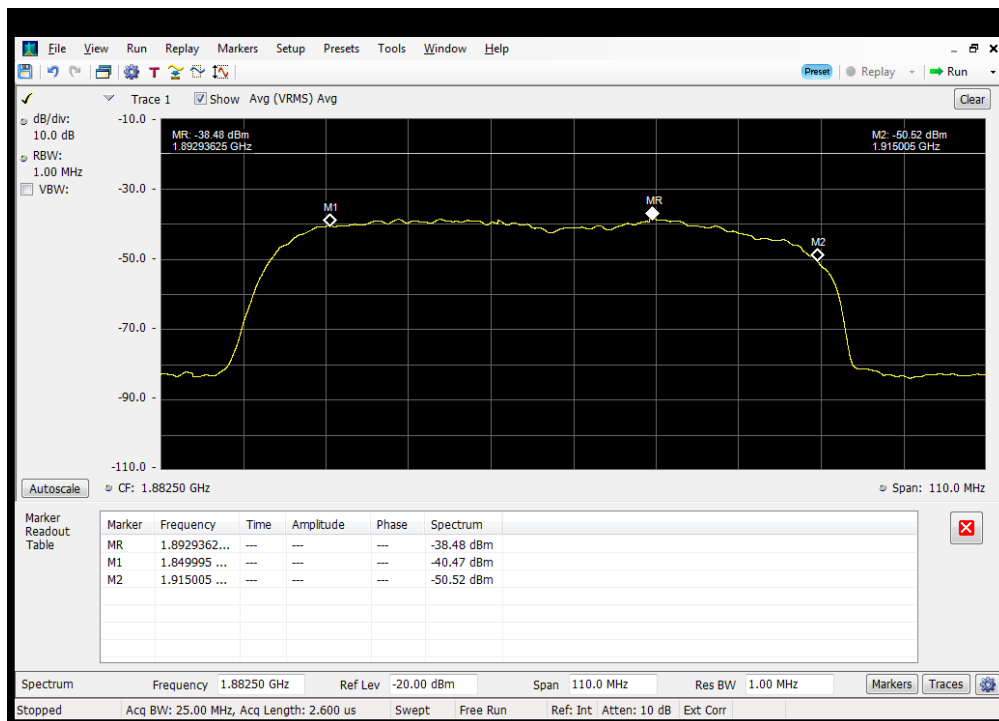 File View Run Replay Markers Setup Presets Tools Window Help
T Preset Replay Run
Trace 1 Show Avg (VRMS) Avg Clear
dB/div:
10.0 dB
RBW:
1.00 MHz
VBW:
-10.0
-30.0
-50.0
-70.0
-90.0
-110.0
MR: -38.48 dBm
1.89293625 GHz
M2: -50.52 dBm
1.915005 GHz
M1
MR
M2
Autoscale CF: 1.88250 GHz Span: 110.0 MHz
Marker
Readout
Table
Marker Frequency Time Amplitude Phase Spectrum
MR 1.8929362... --- --- --- -38.48 dBm
M1 1.849995 ... --- --- --- -40.47 dBm
M2 1.915005 ... --- --- --- -50.52 dBm
Spectrum Frequency 1.88250 GHz Ref Lev -20.00 dBm Span 110.0 MHz Res BW 1.00 MHz Markers Traces
Stopped Acq BW: 25.00 MHz, Acq Length: 2.600 us Swept Free Run Ref: Int Atten: 10 dB Ext Corr